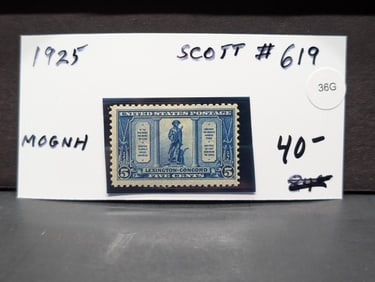 1925
SCOTT # 619
36G
MOGNH
40-
UNITED STATES POSTAGE
LEXINGTON-CONCORD
5 5
FIVE CENTS